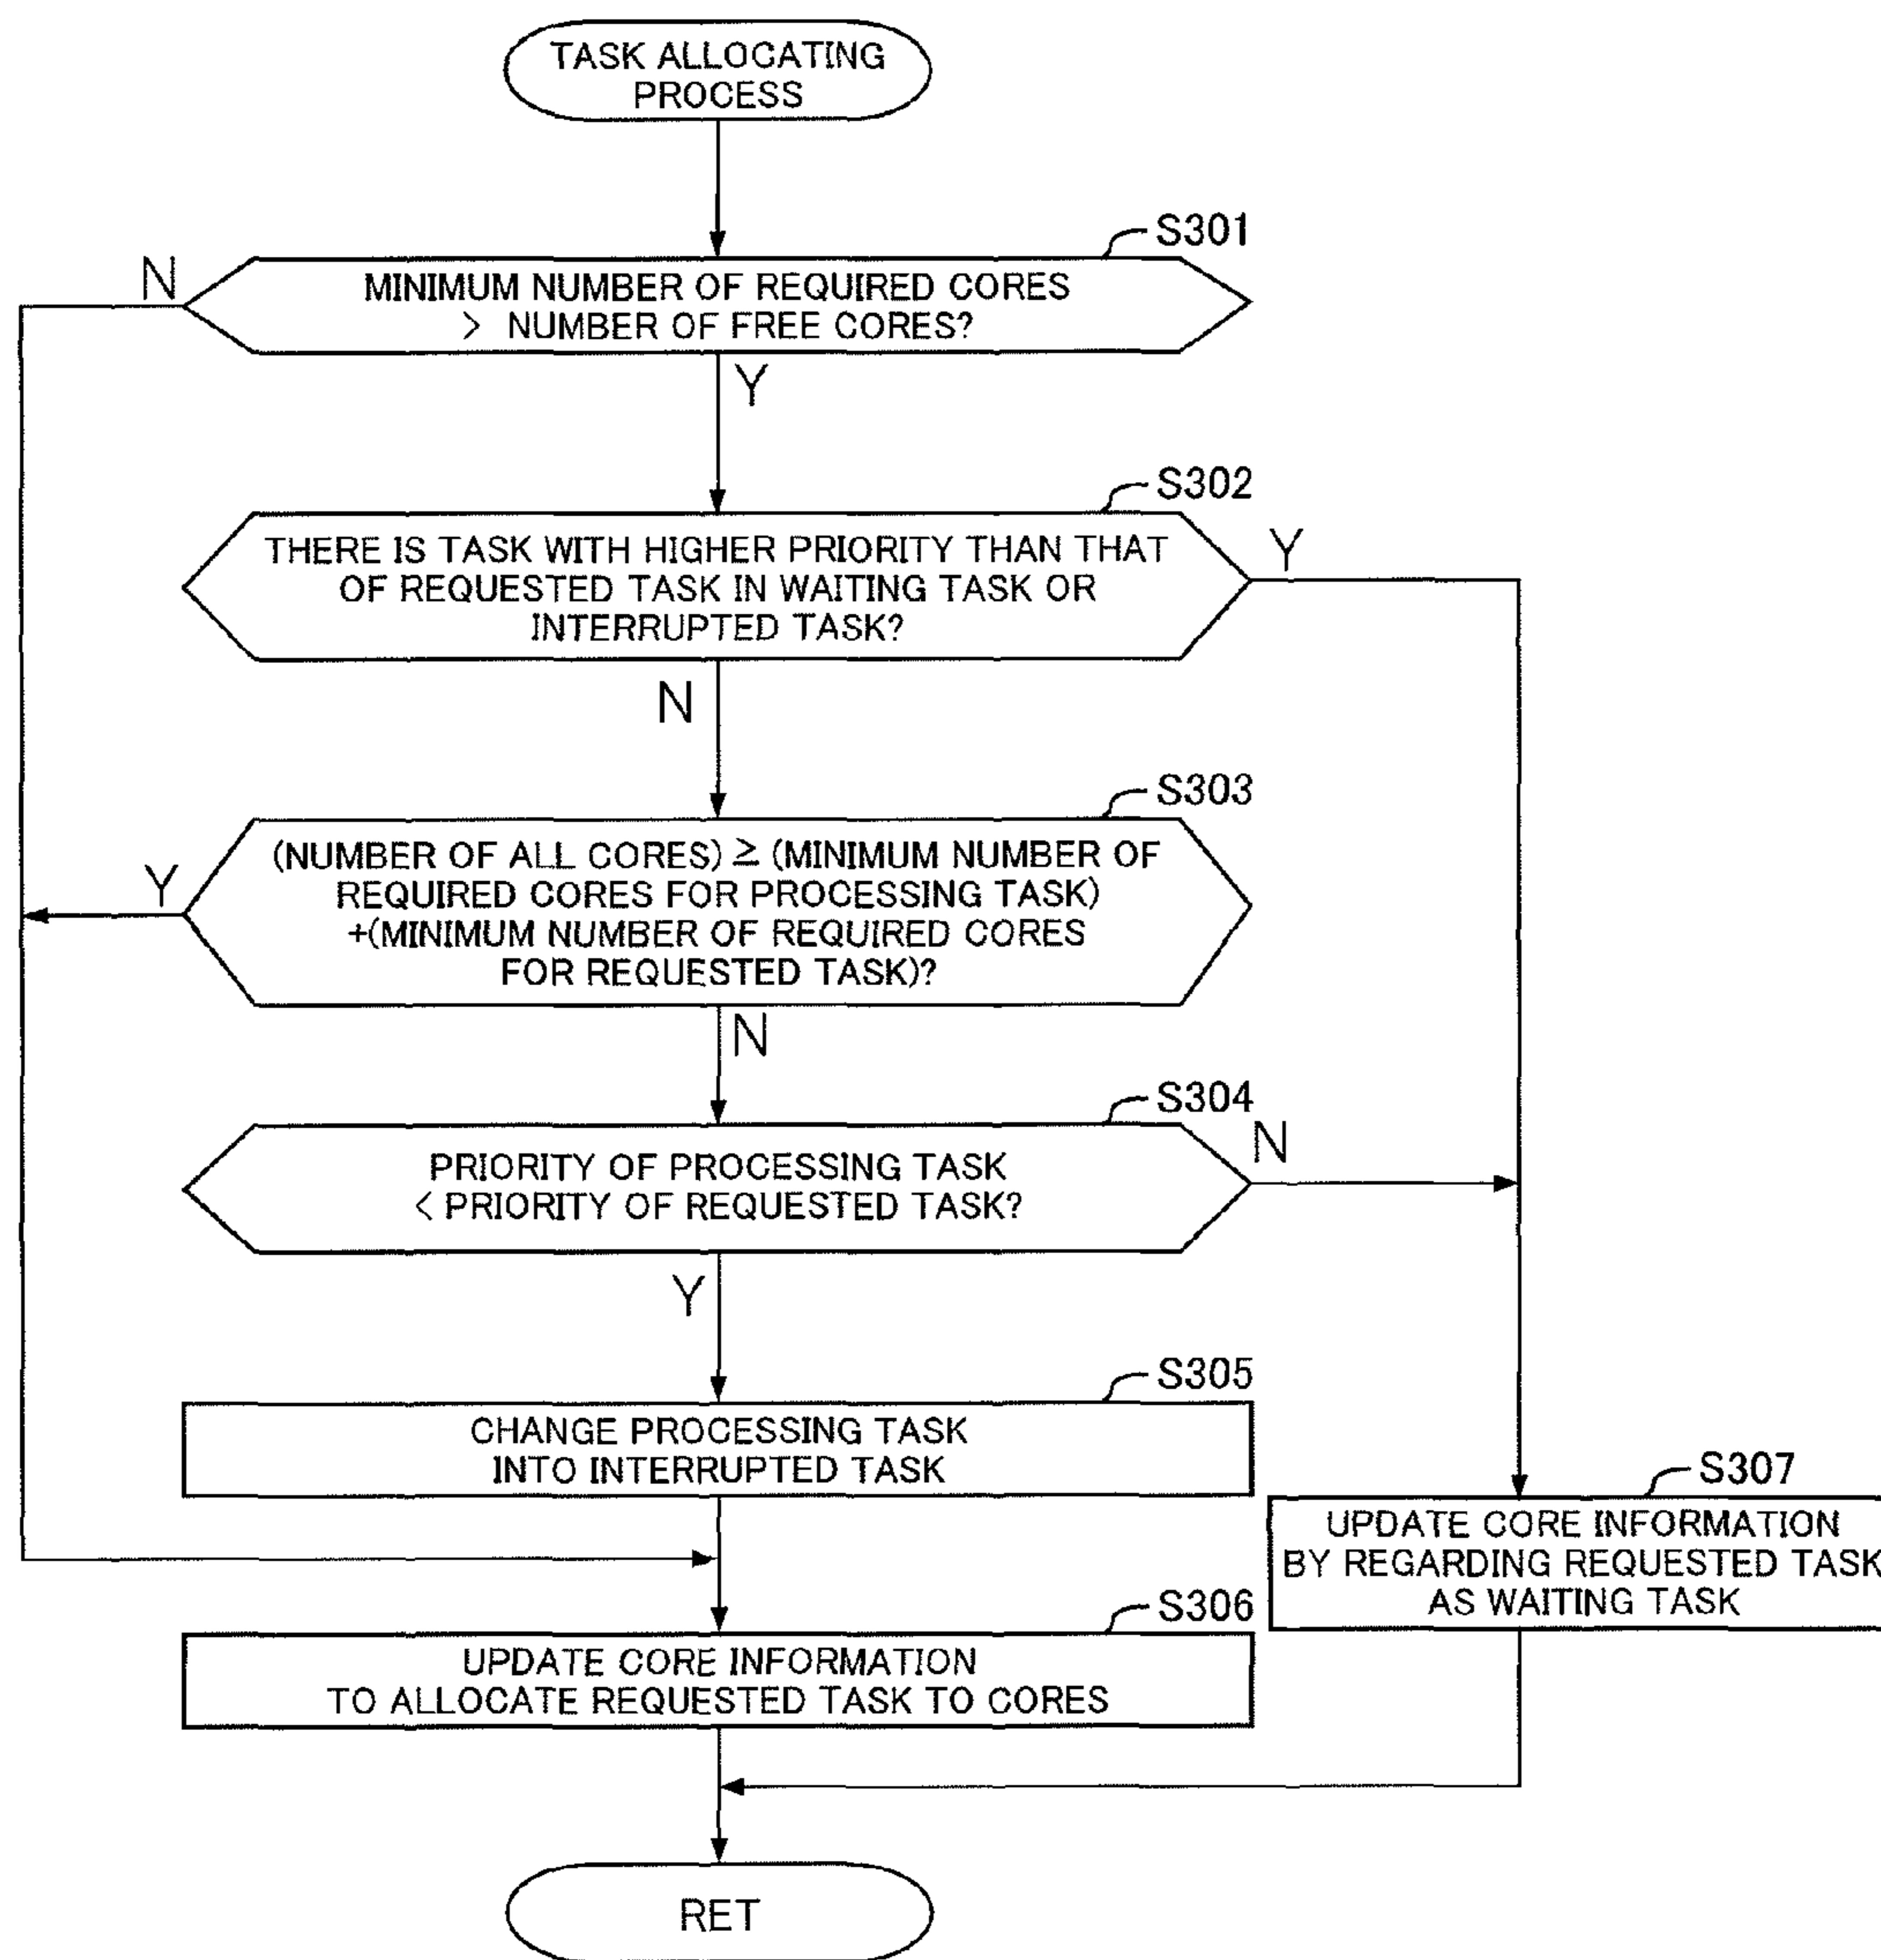 TASK ALLOCATING
PROCESS
S301
N
MINIMUM NUMBER OF REQUIRED CORES
> NUMBER OF FREE CORES?
Y
S302
THERE IS TASK WITH HIGHER PRIORITY THAN THAT
OF REQUESTED TASK IN WAITING TASK OR
INTERRUPTED TASK?
Y
N
S303
(NUMBER OF ALL CORES) ≥ (MINIMUM NUMBER OF
REQUIRED CORES FOR PROCESSING TASK)
+(MINIMUM NUMBER OF REQUIRED CORES
FOR REQUESTED TASK)?
Y
N
S304
PRIORITY OF PROCESSING TASK
< PRIORITY OF REQUESTED TASK?
N
Y
S305
CHANGE PROCESSING TASK
INTO INTERRUPTED TASK
S307
UPDATE CORE INFORMATION
BY REGARDING REQUESTED TASK
AS WAITING TASK
S306
UPDATE CORE INFORMATION
TO ALLOCATE REQUESTED TASK TO CORES
RET